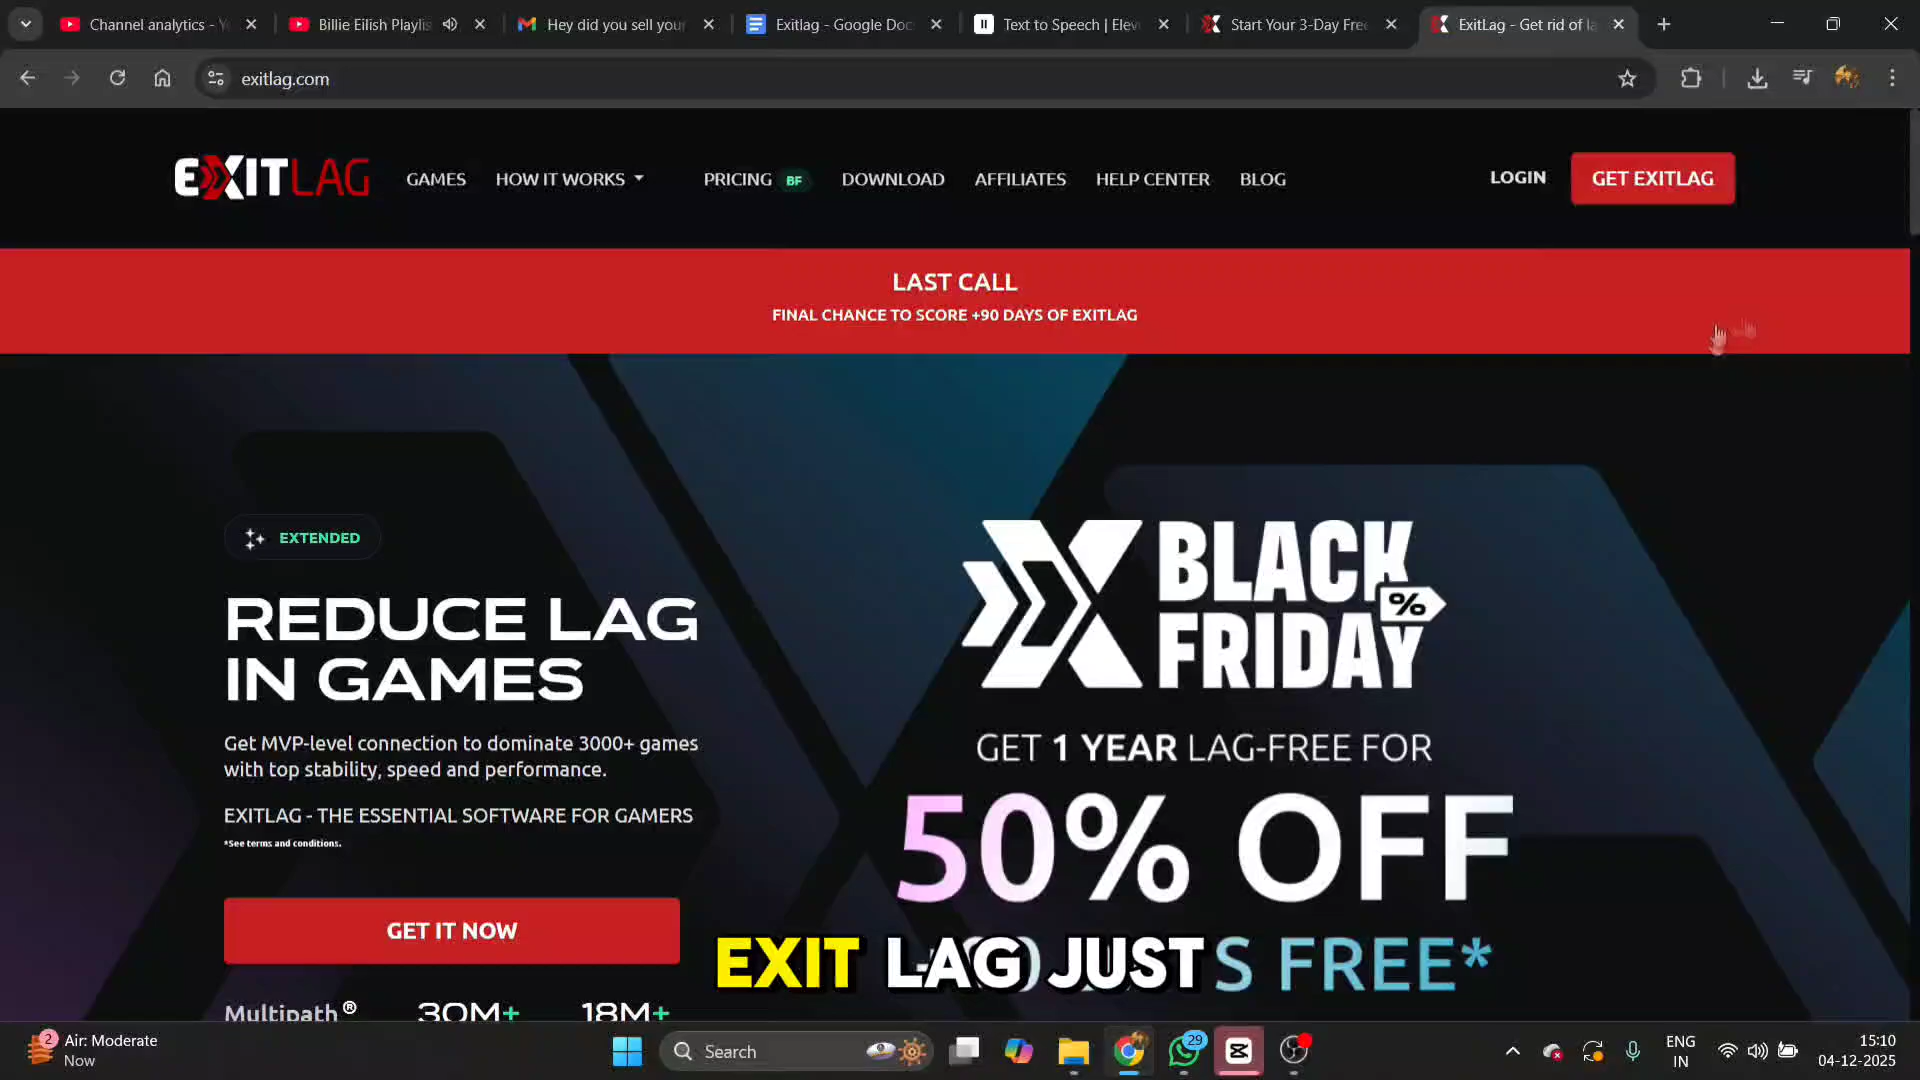 Channel analytics - Y
Billie Eilish Playlis
Hey did you sell your
Exitlag - Google Doc
Text to Speech | Elev
Start Your 3-Day Free
ExitLag - Get rid of la
exitlag.com
EXITLAG
GAMES
HOW IT WORKS
PRICING BF
DOWNLOAD
AFFILIATES
HELP CENTER
BLOG
LOGIN
GET EXITLAG
LAST CALL
FINAL CHANCE TO SCORE +90 DAYS OF EXITLAG
EXTENDED
REDUCE LAG
IN GAMES
Get MVP-level connection to dominate 3000+ games
with top stability, speed and performance.
EXITLAG - THE ESSENTIAL SOFTWARE FOR GAMERS
*See terms and conditions.
GET IT NOW
Multipath®
30M+
18M+
BLACK
%
FRIDAY
GET 1 YEAR LAG-FREE FOR
50% OFF
S FREE*
EXIT LAG JUST
2
Air: Moderate
Now
Search
29
ENG
IN
15:10
04-12-2025